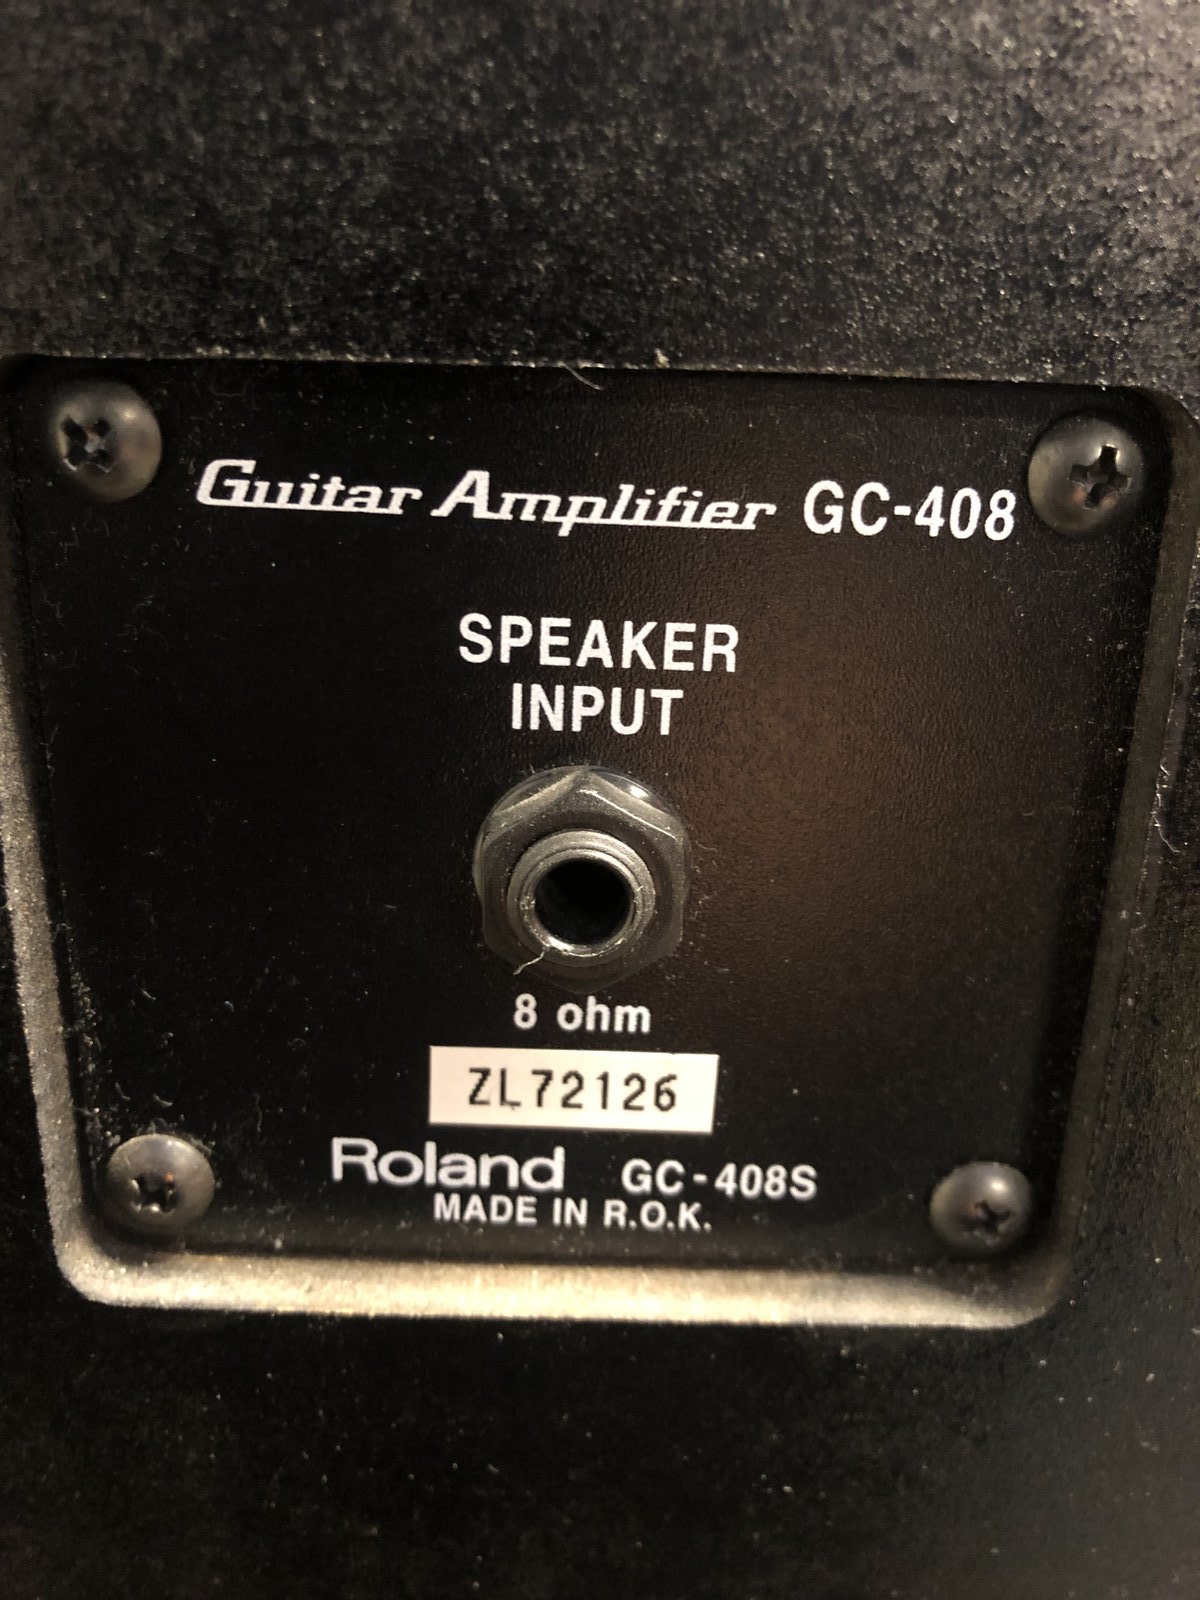 Guitar Amplifier GC-408
SPEAKER
INPUT
8 ohm
ZL72126
Roland GC-408S
MADE IN R.O.K.